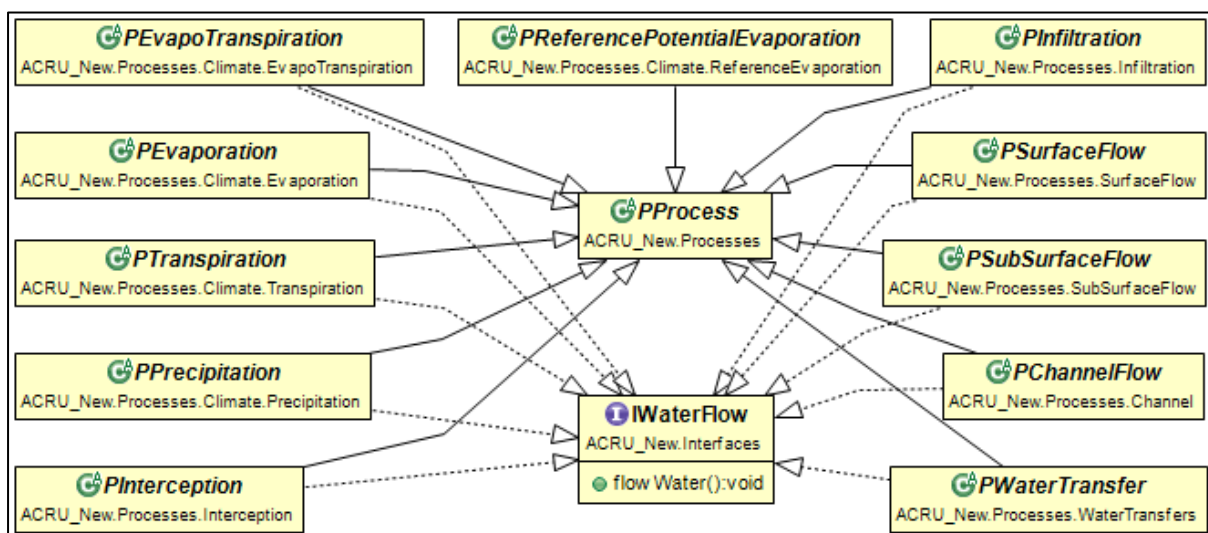 PEvapoTranspiration
ACRU_New.Processes.Climate.EvapoTranspiration
PReferencePotentialEvaporation
ACRU_New.Processes.Climate.ReferenceEvaporation
PInfiltration
ACRU_New.Processes.Infiltration
PEvaporation
ACRU_New.Processes.Climate.Evaporation
PSurfaceFlow
ACRU_New.Processes.SurfaceFlow
PProcess
ACRU_New.Processes
PTranspiration
ACRU_New.Processes.Climate.Transpiration
PSubSurfaceFlow
ACRU_New.Processes.SubSurfaceFlow
PPrecipitation
ACRU_New.Processes.Climate.Precipitation
PChannelFlow
ACRU_New.Processes.Channel
IWaterFlow
ACRU_New.Interfaces
flow Water():void
PInterception
ACRU_New.Processes.Interception
PWaterTransfer
ACRU_New.Processes.WaterTransfers